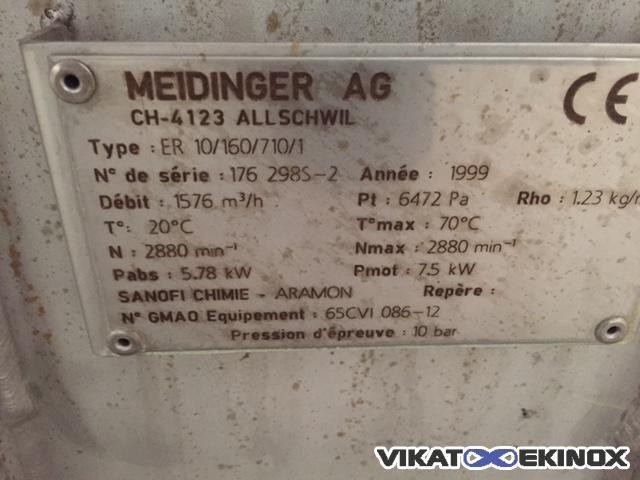 MEIDINGER AG
CH-4123 ALLSCHWIL
CE
Type : ER 10/160/710/1
N° de série : 176 298S-2 Année : 1999
Débit : 1576 m³/h Pt : 6472 Pa Rho : 1.23 kg/
T° : 20°C T°max : 70°C
N : 2880 min⁻¹ Nmax : 2880 min⁻¹
Pabs : 5.78 kW Pmot : 7.5 kW
SANOFI CHIMIE - ARAMON Repère :
N° GMAO Equipement : 65CVI 086-12
Pression d'épreuve : 10 bar
VIKATO EKINOX